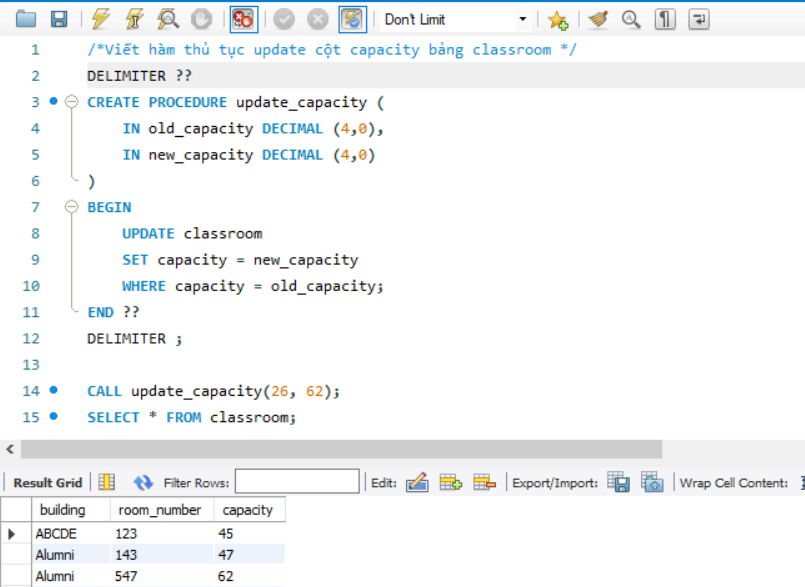 Don't Limit
1 /*Viết hàm thủ tục update cột capacity bảng classroom */
2 DELIMITER ??
3 CREATE PROCEDURE update_capacity (
4 IN old_capacity DECIMAL (4,0),
5 IN new_capacity DECIMAL (4,0)
6 )
7 BEGIN
8 UPDATE classroom
9 SET capacity = new_capacity
10 WHERE capacity = old_capacity;
11 END ??
12 DELIMITER ;
13
14 CALL update_capacity(26, 62);
15 SELECT * FROM classroom;
Result Grid Filter Rows: Edit: Export/Import: Wrap Cell Content:
building room_number capacity
ABCDE 123 45
Alumni 143 47
Alumni 547 62